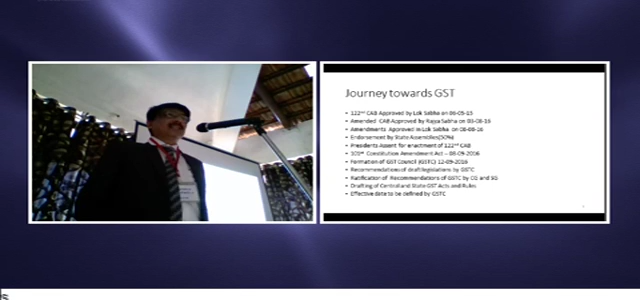 Journey towards GST
• 122nd CAB Approved by Lok Sabha on 06-05-15
• Amended CAB Approved by Rajya Sabha on 03-08-16
• Amendments Approved in Lok Sabha on 08-08-16
• Endorsement by State Assemblies(50%)
• Presidents Assent for enactment of 122nd CAB
• 101st Constitution Amendment Act – 08-09-2016
• Formation of GST Council (GSTC) 12-09-2016
• Recommendations of draft legislations by GSTC
• Ratification of Recommendations of GSTC by CG and SG
• Drafting of Central and State GST Acts and Rules
• Effective date to be defined by GSTC
s